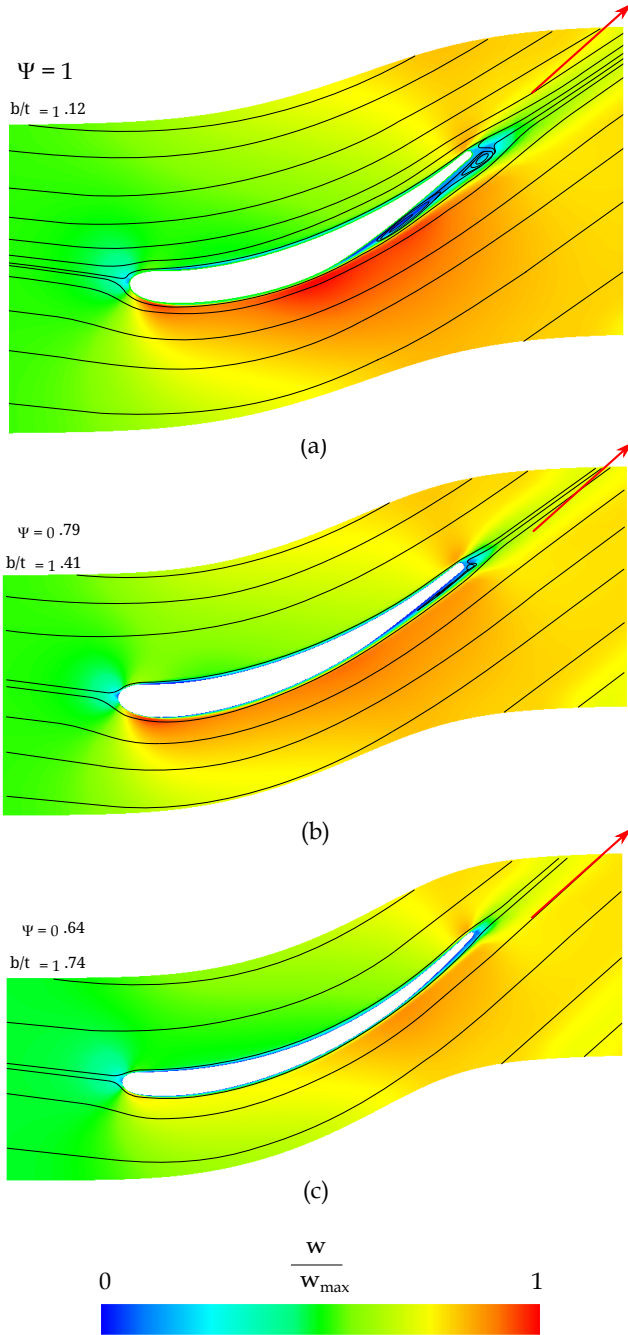 Ψ = 1
b/t = 1 .12
(a)
Ψ = 0 .79
b/t = 1 .41
(b)
Ψ = 0 .64
b/t = 1 .74
(c)
w
0 w_max 1